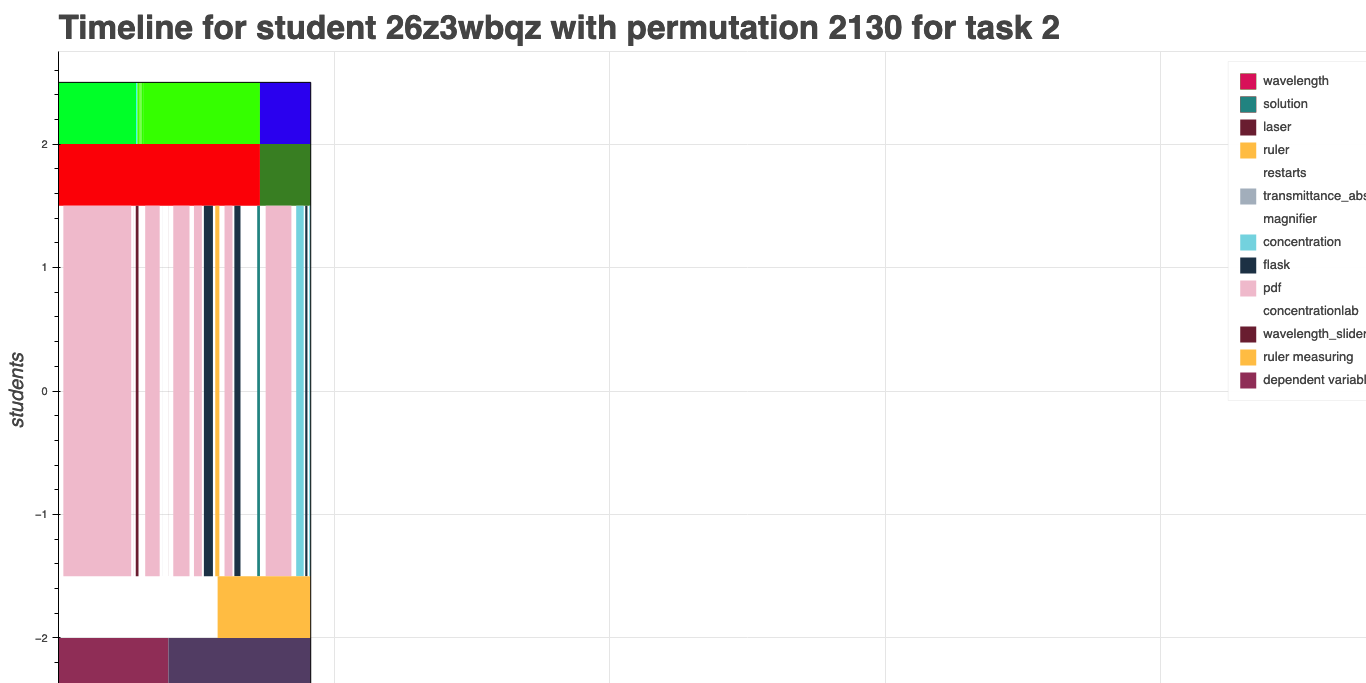 Timeline for student 26z3wbqz with permutation 2130 for task 2
wavelength
solution
laser
ruler
restarts
transmittance_abs
magnifier
concentration
flask
pdf
concentrationlab
wavelength_slider
ruler measuring
dependent variabl
2
1
0
−1
−2
students